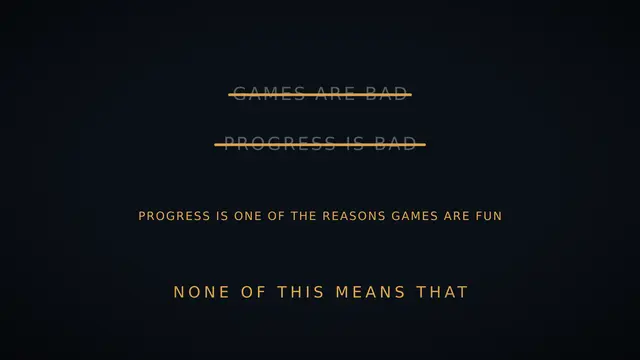 GAMES ARE BAD
PROGRESS IS BAD
PROGRESS IS ONE OF THE REASONS GAMES ARE FUN
NONE OF THIS MEANS THAT